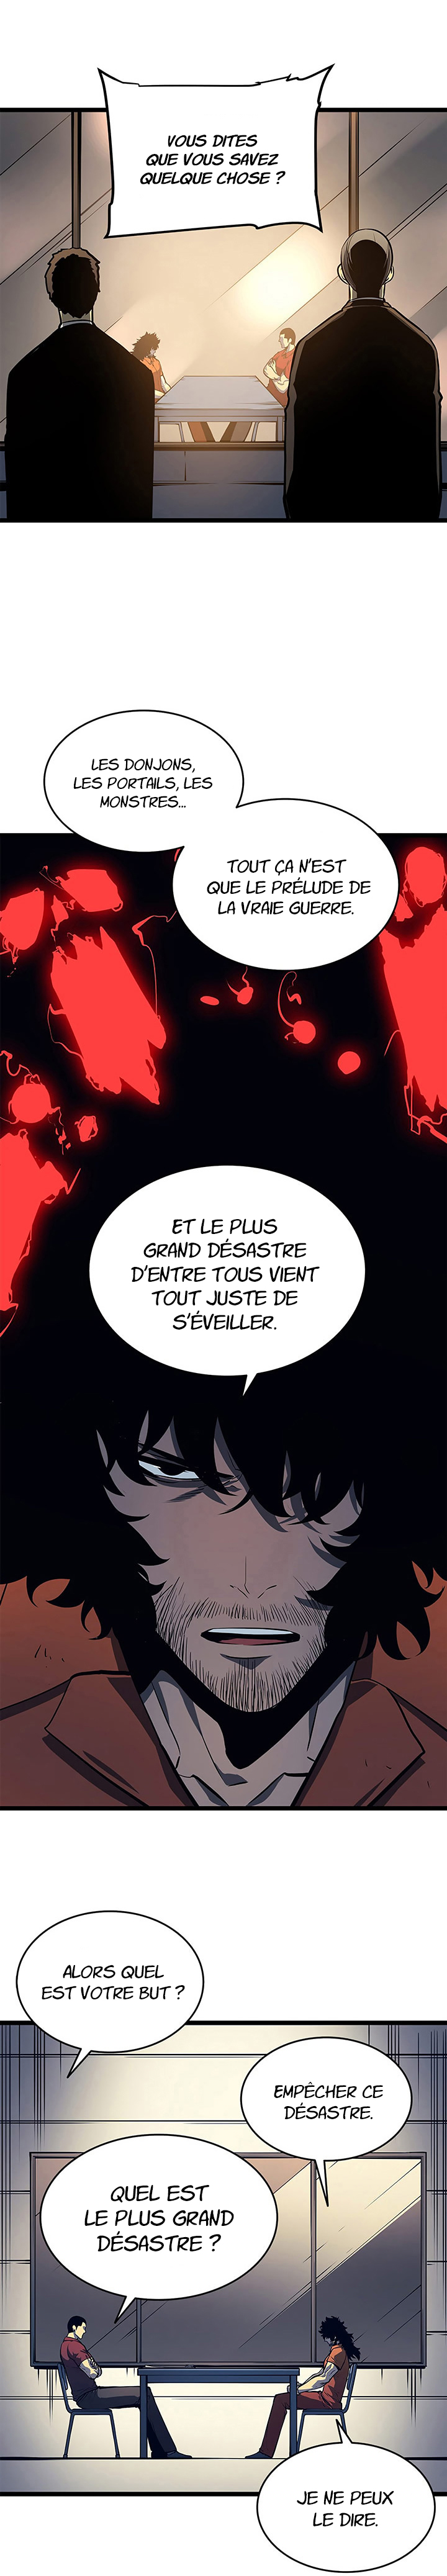 VOUS DITES
QUE VOUS SAVEZ
QUELQUE CHOSE ?
LES DONJONS,
LES PORTAILS, LES
MONSTRES...
TOUT ÇA N'EST
QUE LE PRÉLUDE DE
LA VRAIE GUERRE.
ET LE PLUS
GRAND DÉSASTRE
D'ENTRE TOUS VIENT
TOUT JUSTE DE
S'ÉVEILLER.
ALORS QUEL
EST VOTRE BUT ?
EMPÊCHER CE
DÉSASTRE.
QUEL EST
LE PLUS GRAND
DÉSASTRE ?
JE NE PEUX
LE DIRE.